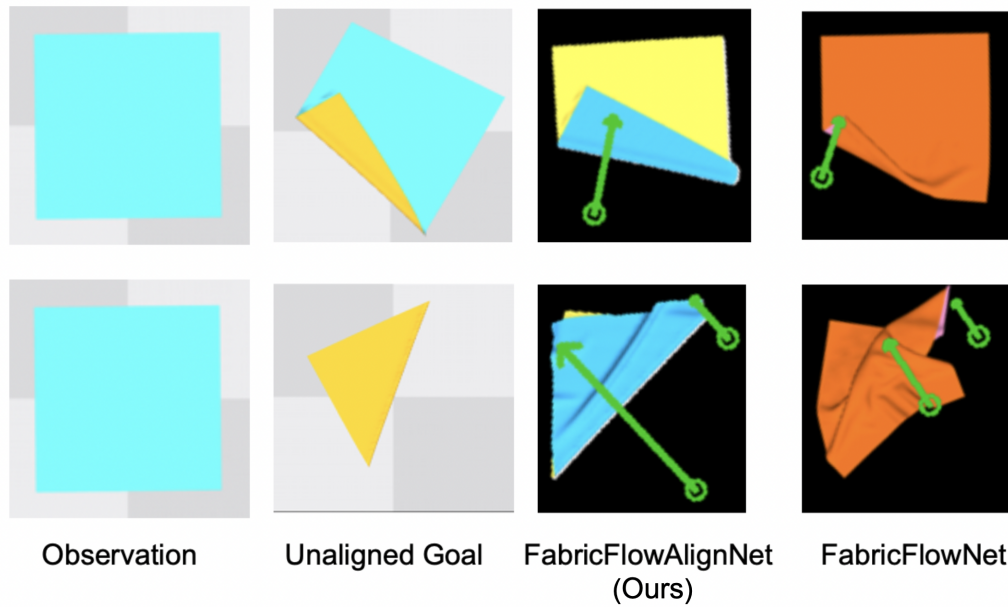 Observation
Unaligned Goal
FabricFlowAlignNet
(Ours)
FabricFlowNet